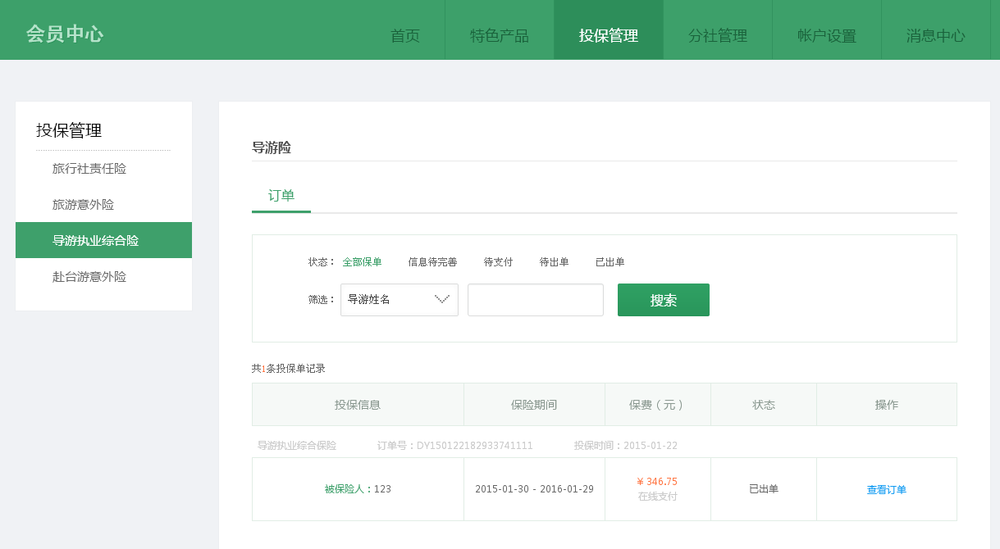 会员中心 首页 特色产品 投保管理 分社管理 帐户设置 消息中心
投保管理
旅行社责任险
旅游意外险
导游执业综合险
赴台游意外险
导游险
订单
状态： 全部保单 信息待完善 待支付 待出单 已出单
筛选： 导游姓名 搜索
共1条投保单记录
投保信息 保险期间 保费（元） 状态 操作
导游执业综合保险 订单号：DY150122182933741111 投保时间：2015-01-22
被保险人：123 2015-01-30 - 2016-01-29 ¥ 346.75 已出单 查看订单
在线支付